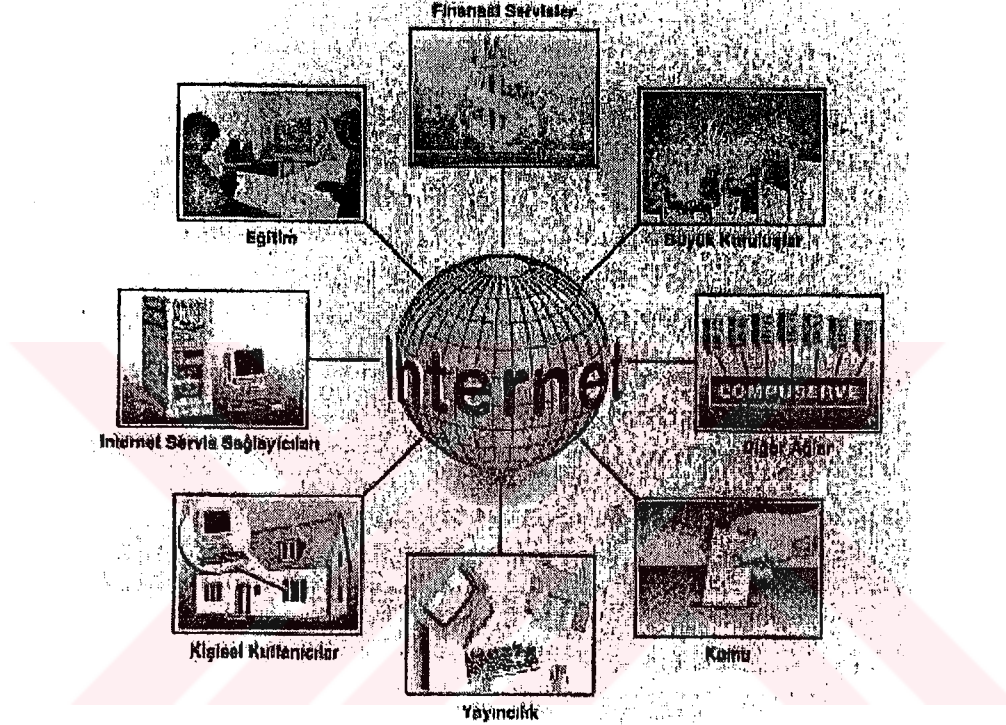 Finansal Servisler
Eğitim
Büyük Kuruluşlar
Internet
COMPUSERVE
Internet Servis Sağlayıcıları
Diğer Ağlar
Kişisel Kullanıcılar
Kamu
Yayıncılık